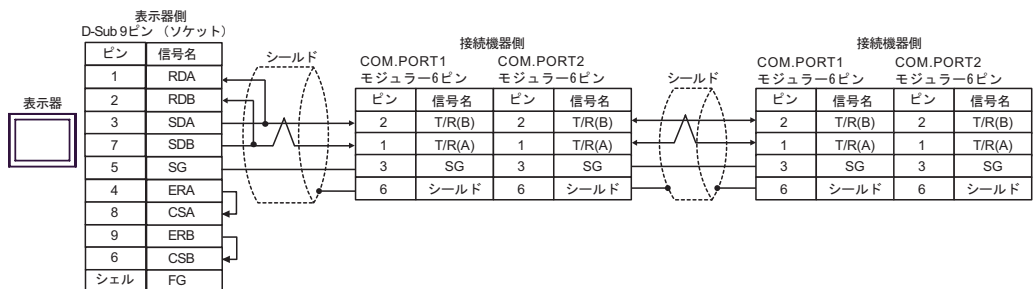 表示器
表示器側
D-Sub 9ピン （ソケット）
ピン 信号名
1 RDA
2 RDB
3 SDA
7 SDB
5 SG
4 ERA
8 CSA
9 ERB
6 CSB
シェル FG
シールド
接続機器側
COM.PORT1 COM.PORT2
モジュラー6ピン モジュラー6ピン
ピン 信号名 ピン 信号名
2 T/R(B) 2 T/R(B)
1 T/R(A) 1 T/R(A)
3 SG 3 SG
6 シールド 6 シールド
シールド
接続機器側
COM.PORT1 COM.PORT2
モジュラー6ピン モジュラー6ピン
ピン 信号名 ピン 信号名
2 T/R(B) 2 T/R(B)
1 T/R(A) 1 T/R(A)
3 SG 3 SG
6 シールド 6 シールド